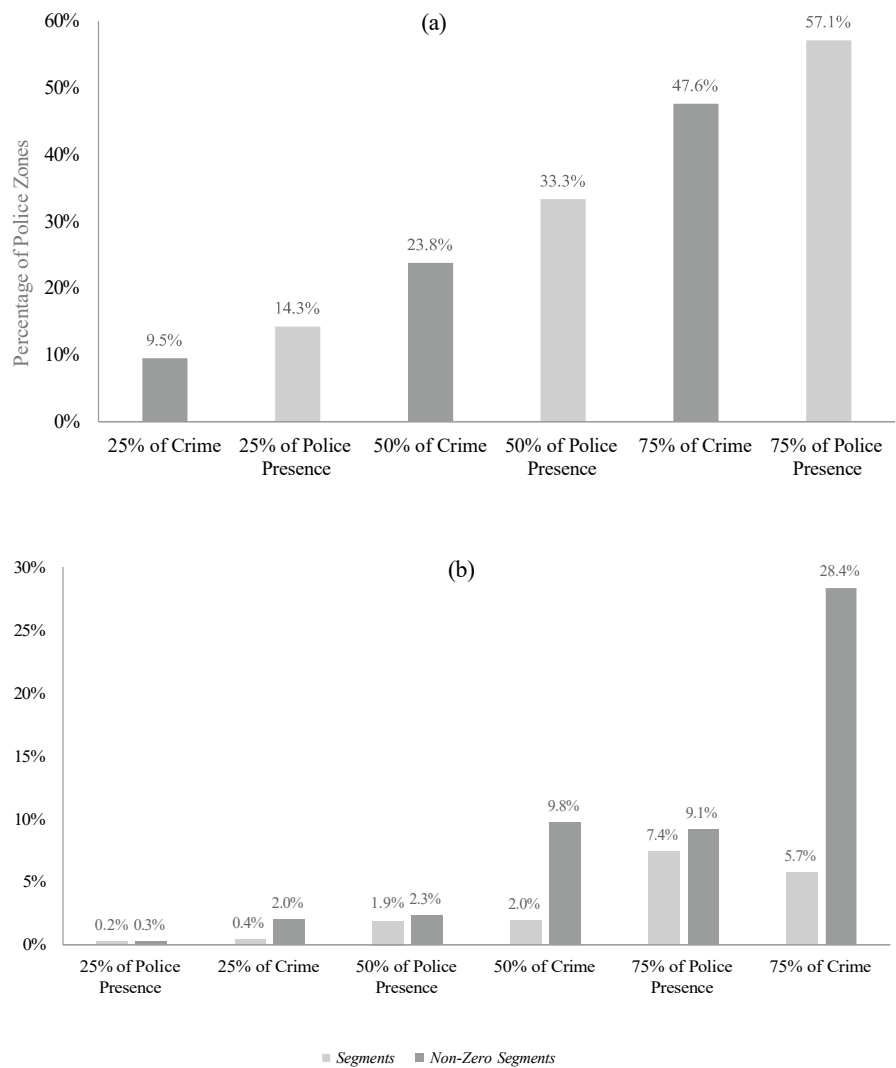 (a)
Percentage of Police Zones
60%
50%
40%
30%
20%
10%
0%
9.5%
14.3%
23.8%
33.3%
47.6%
57.1%
25% of Crime
25% of Police
Presence
50% of Crime
50% of Police
Presence
75% of Crime
75% of Police
Presence
(b)
30%
25%
20%
15%
10%
5%
0%
0.2%
0.3%
0.4%
2.0%
1.9%
2.3%
2.0%
9.8%
7.4%
9.1%
5.7%
28.4%
25% of Police
Presence
25% of Crime
50% of Police
Presence
50% of Crime
75% of Police
Presence
75% of Crime
Segments
Non-Zero Segments